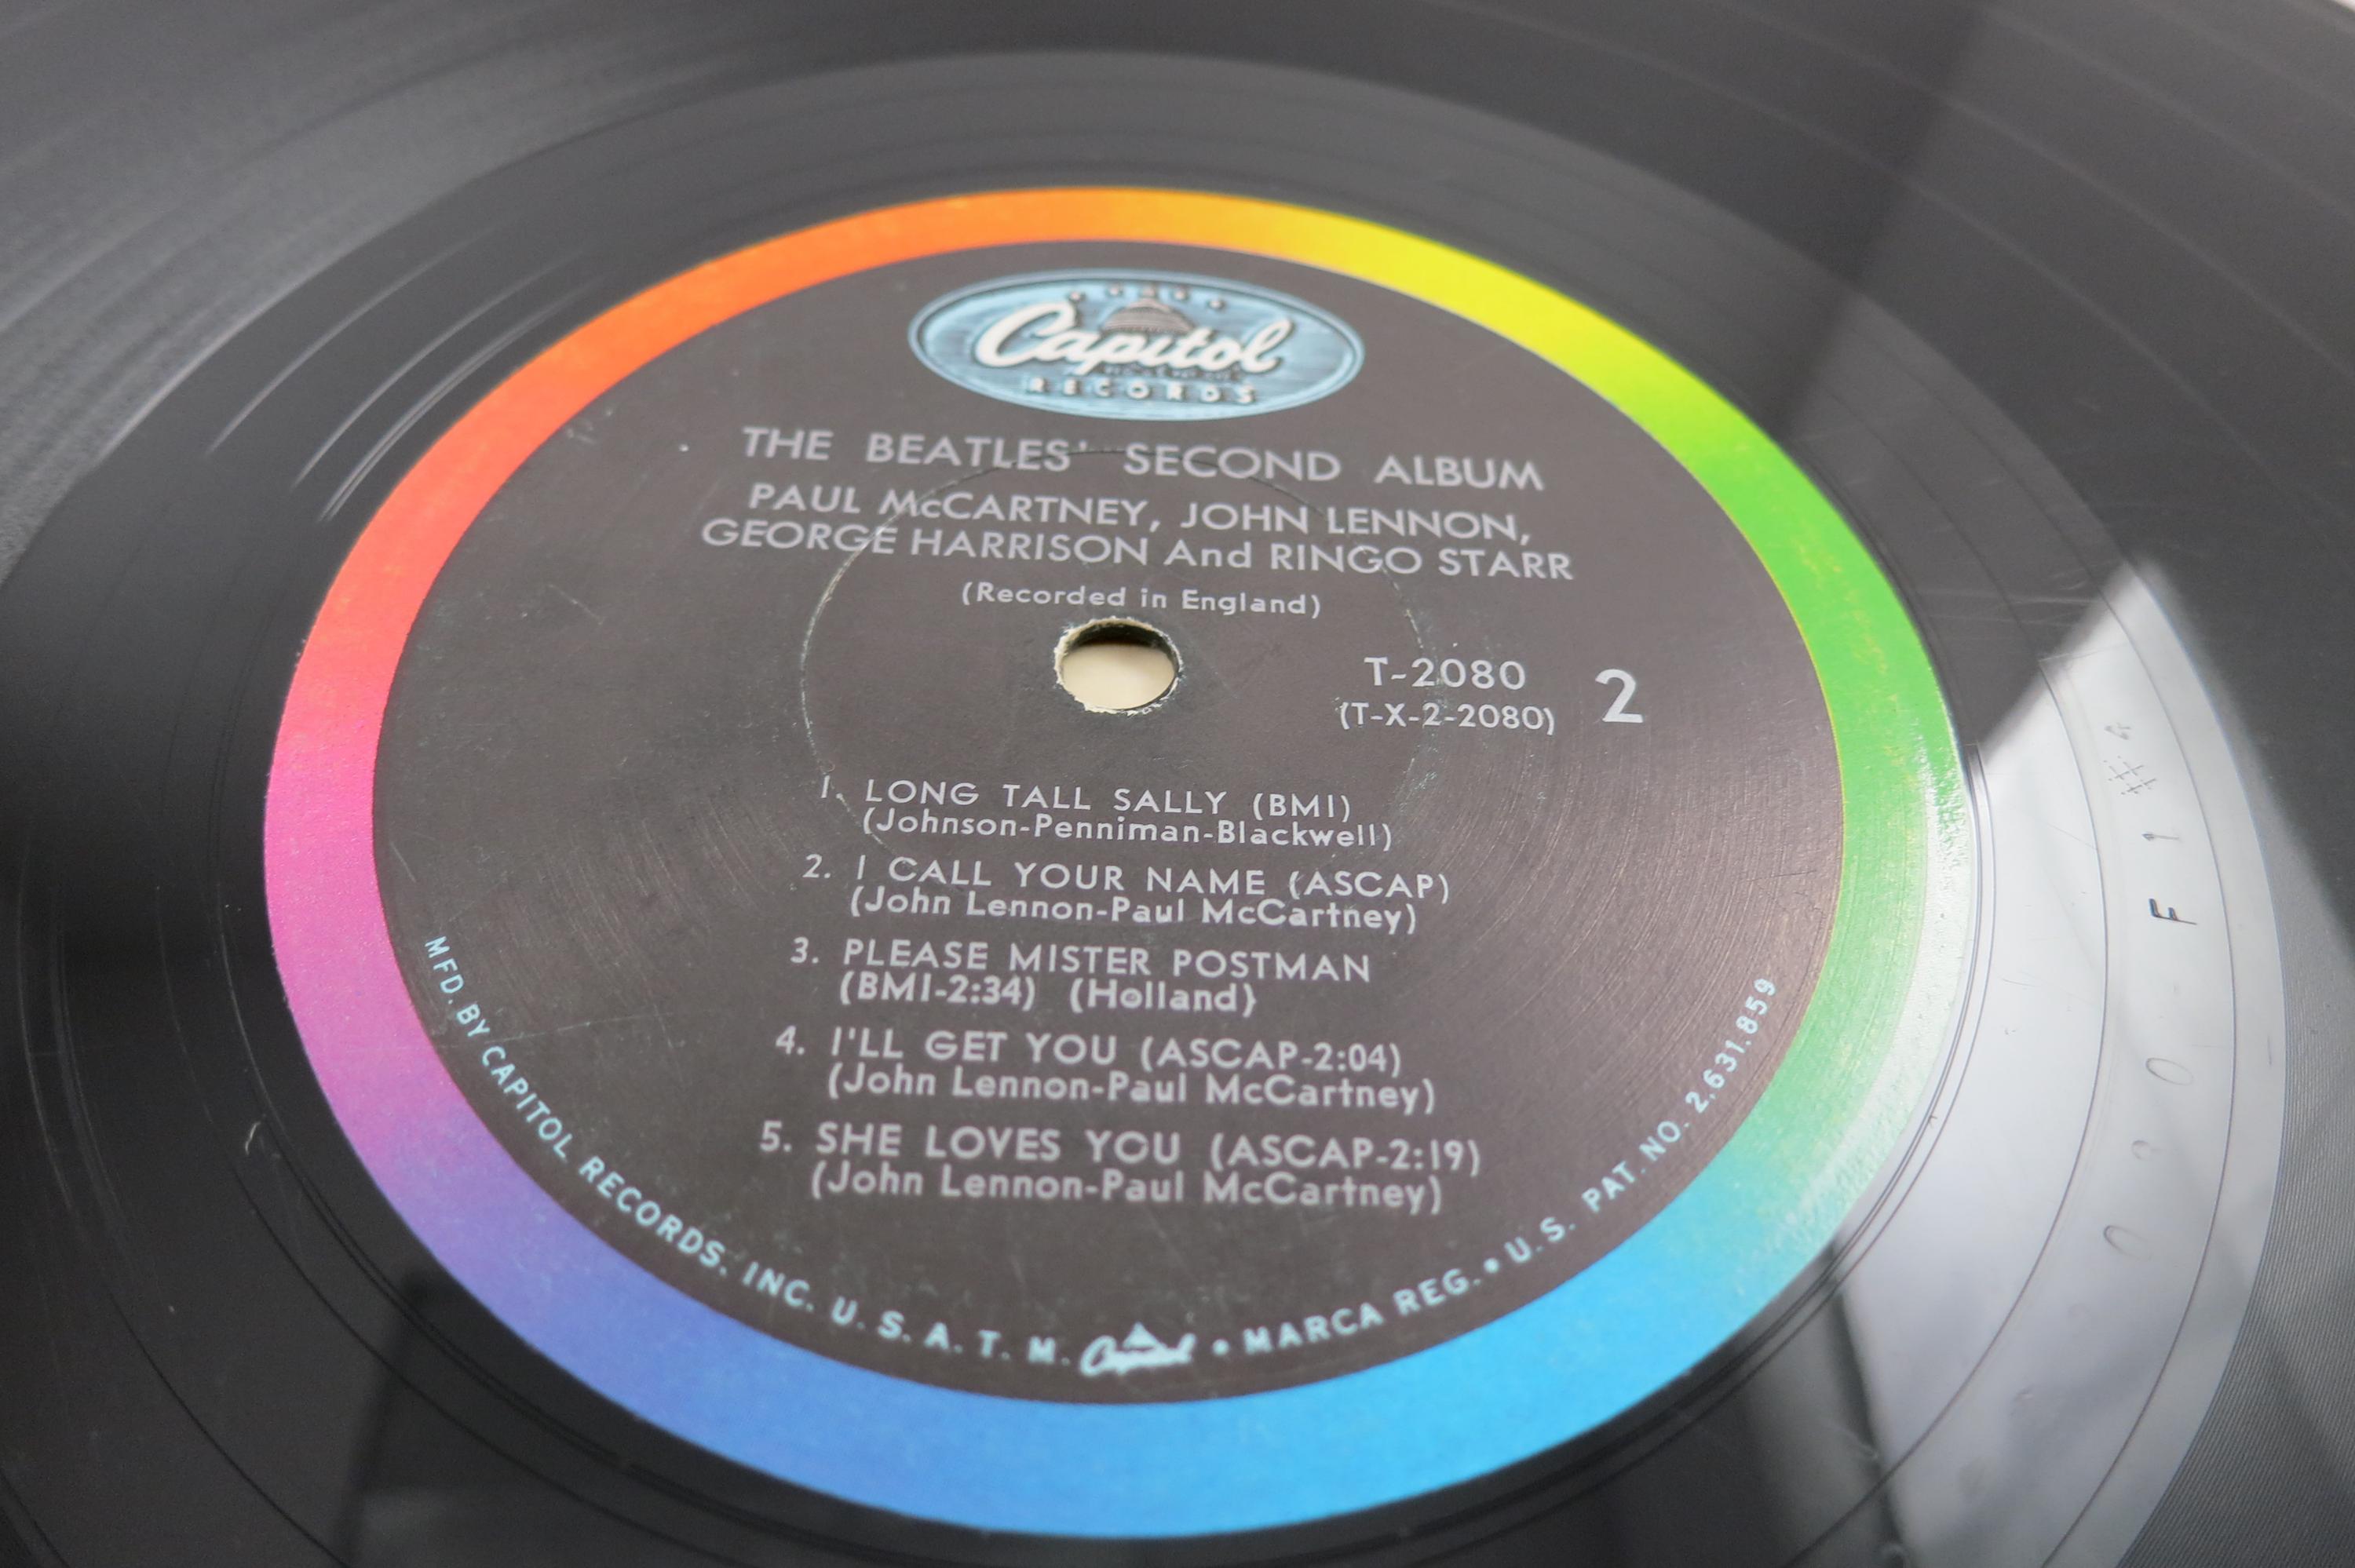 Capitol
RECORDS
THE BEATLES' SECOND ALBUM
PAUL McCARTNEY, JOHN LENNON,
GEORGE HARRISON And RINGO STARR
(Recorded in England)
T-2080
(T-X-2-2080)
2
1. LONG TALL SALLY (BMI)
(Johnson-Penniman-Blackwell)
2. I CALL YOUR NAME (ASCAP)
(John Lennon-Paul McCartney)
3. PLEASE MISTER POSTMAN
(BMI-2:34) (Holland)
4. I'LL GET YOU (ASCAP-2:04)
(John Lennon-Paul McCartney)
5. SHE LOVES YOU (ASCAP-2:19)
(John Lennon-Paul McCartney)
MFD. BY CAPITOL RECORDS, INC. U. S. A. T. M. Capitol • MARCA REG. • U.S. PAT. NO. 2,631,859